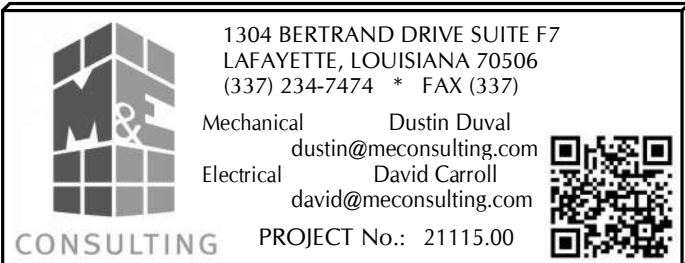 1304 BERTRAND DRIVE SUITE F7
LAFAYETTE, LOUISIANA 70506
(337) 234-7474 * FAX (337)
Mechanical Dustin Duval
dustin@meconsulting.com
Electrical David Carroll
david@meconsulting.com
PROJECT No.: 21115.00
M&E
CONSULTING